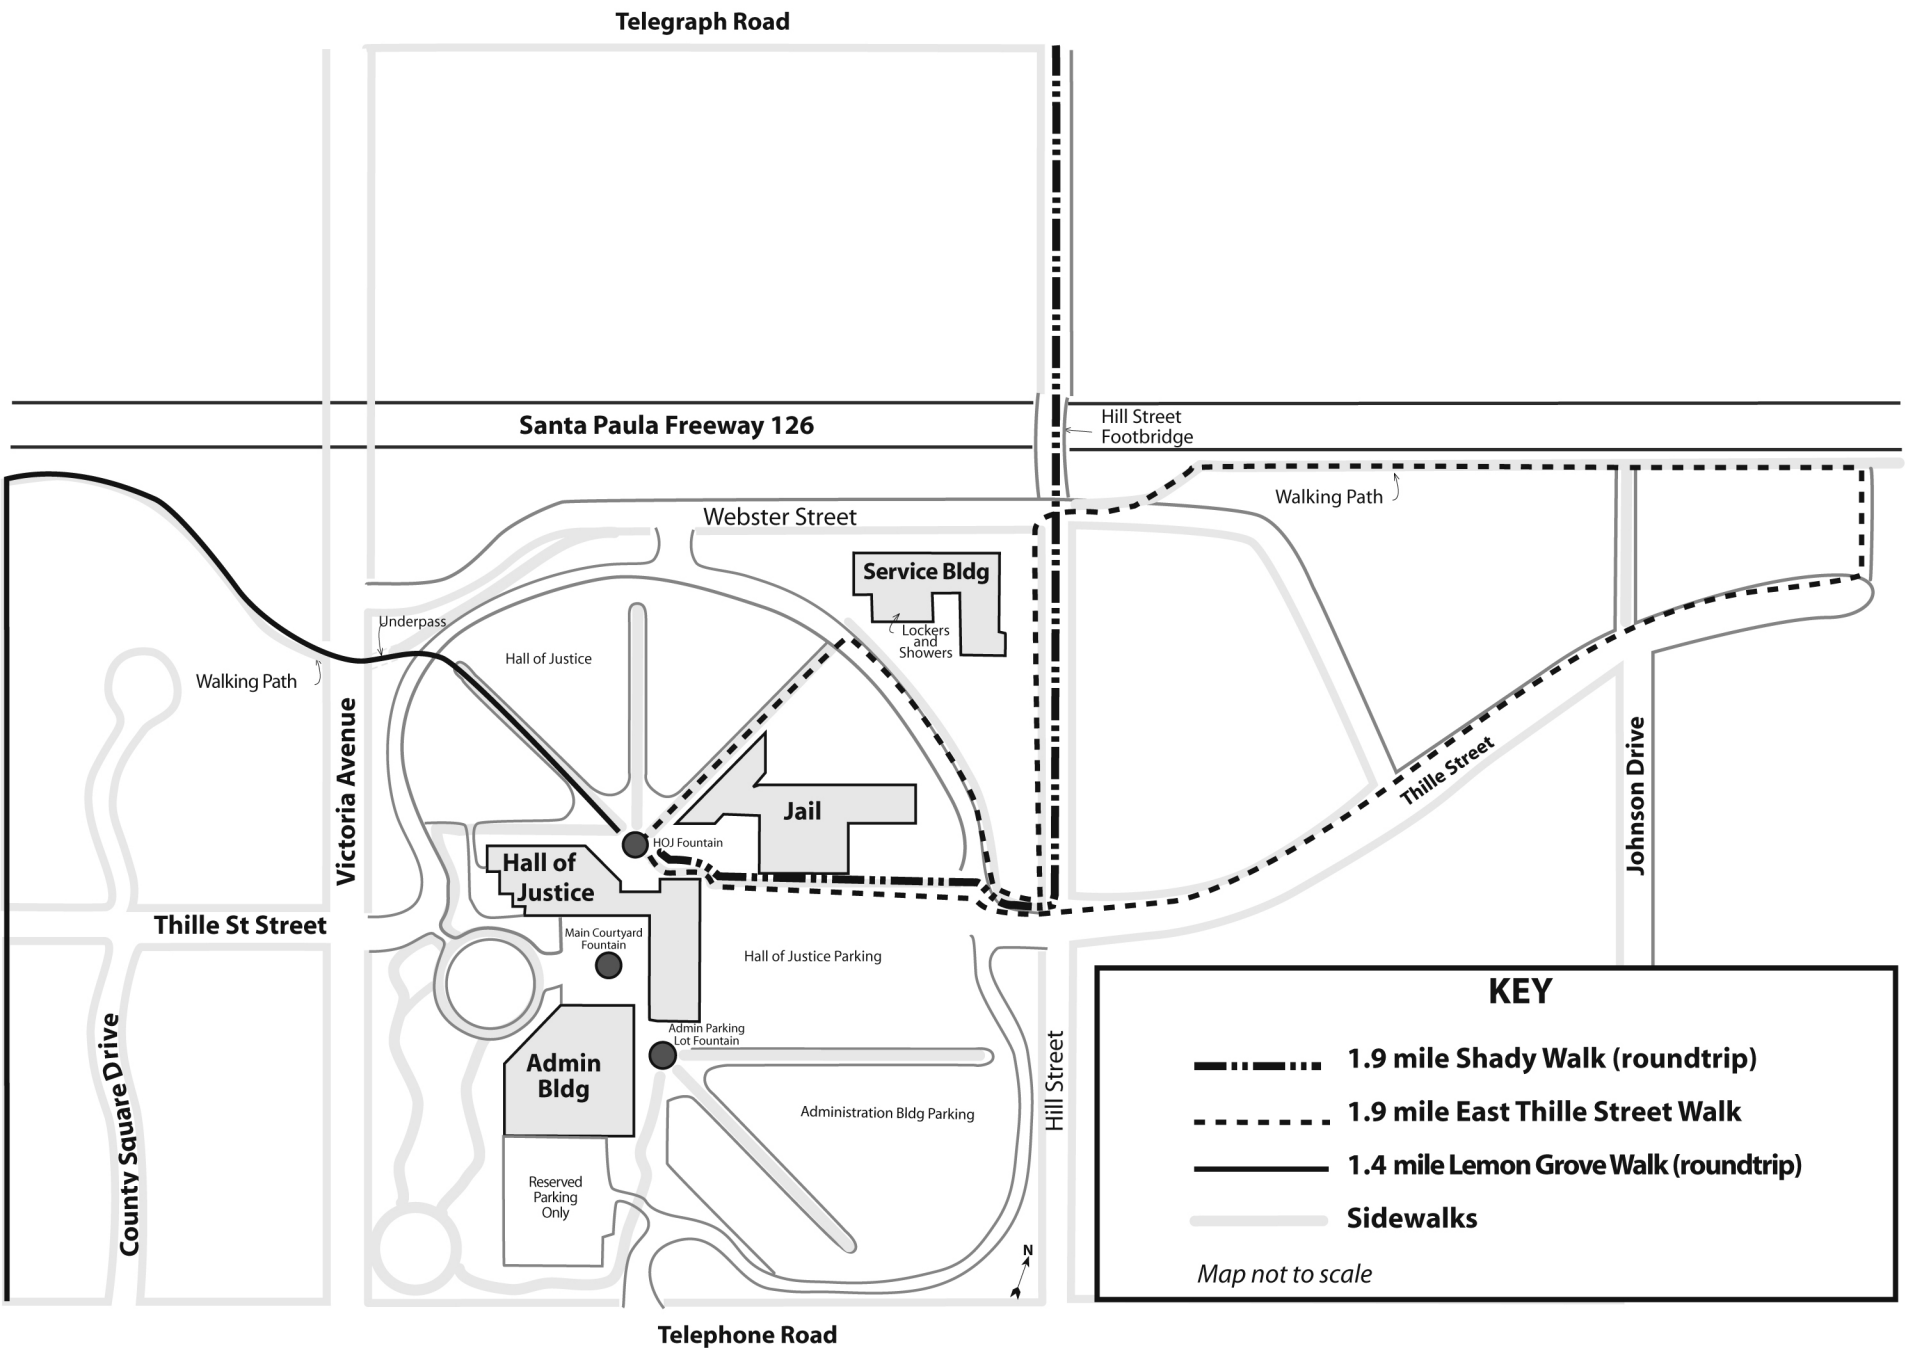 Telegraph Road
Santa Paula Freeway 126
Hill Street
Footbridge
Walking Path
Webster Street
Service Bldg
Lockers
and
Showers
Underpass
Hall of Justice
Walking Path
Victoria Avenue
Jail
HOJ Fountain
Hall of
Justice
Thille Street
Johnson Drive
Thille St Street
Main Courtyard
Fountain
Hall of Justice Parking
Admin Parking
Lot Fountain
Admin
Bldg
Administration Bldg Parking
Hill Street
County Square Drive
Reserved
Parking
Only
N
Telephone Road
KEY
1.9 mile Shady Walk (roundtrip)
1.9 mile East Thille Street Walk
1.4 mile Lemon Grove Walk (roundtrip)
Sidewalks
Map not to scale